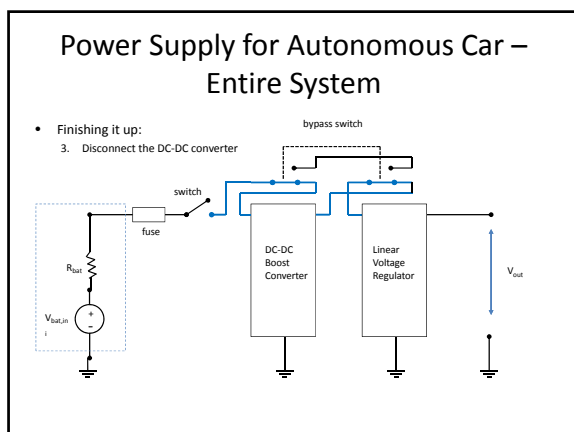 Power Supply for Autonomous Car –
Entire System
• Finishing it up:
3. Disconnect the DC-DC converter
bypass switch
switch
fuse
R_bat
V_bat,in
i
+
–
DC-DC
Boost
Converter
Linear
Voltage
Regulator
V_out